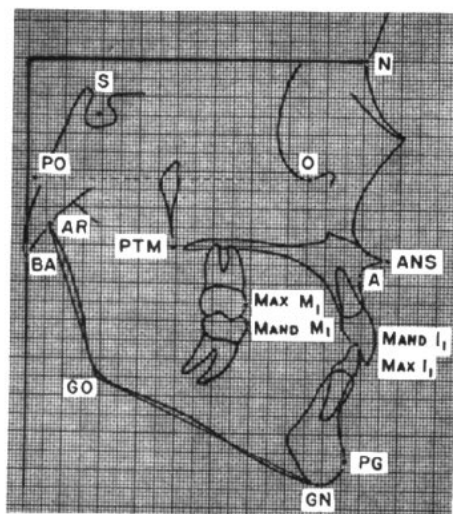 N
S
PO
O
AR
PTM
BA
ANS
A
MAX M₁
MAND M₁
MAND I₁
MAX I₁
GO
PG
GN